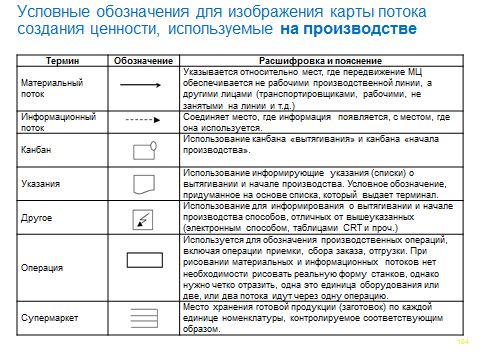 Условные обозначения для изображения карты потока
создания ценности, используемые на производстве
Термин Обозначение Расшифровка и пояснение
Материальный
поток
Указывается относительно мест, где передвижение МЦ
обеспечивается не рабочими производственной линии, а
другими лицами (транспортировщиками, рабочими, не
занятыми на линии и т.д.)
Информационный
поток
Соединяет место, где информация появляется, с местом, где
она используется.
Канбан
Использование канбана «вытягивания» и канбана «начала
производства».
Указания
Использование информирующих указания (списки) о
вытягивании и начале производства. Условное обозначение,
придуманное на основе списка, который выдает терминал.
Другое
Использование для информирования о вытягивании и начале
производства способов, отличных от вышеуказанных
(электронным способом, таблицами CRT и проч.)
Операция
Используется для обозначения производственных операций,
включая операции приемки, сбора заказа, отгрузки. При
рисовании материальных и информационных потоков нет
необходимости рисовать реальную форму станков, однако
нужно четко отразить, одна это единица оборудования или
две, или два потока идут через одну операцию.
Супермаркет
Место хранения готовой продукции (заготовок) по каждой
единице номенклатуры, контролируемое соответствующим
образом.
184